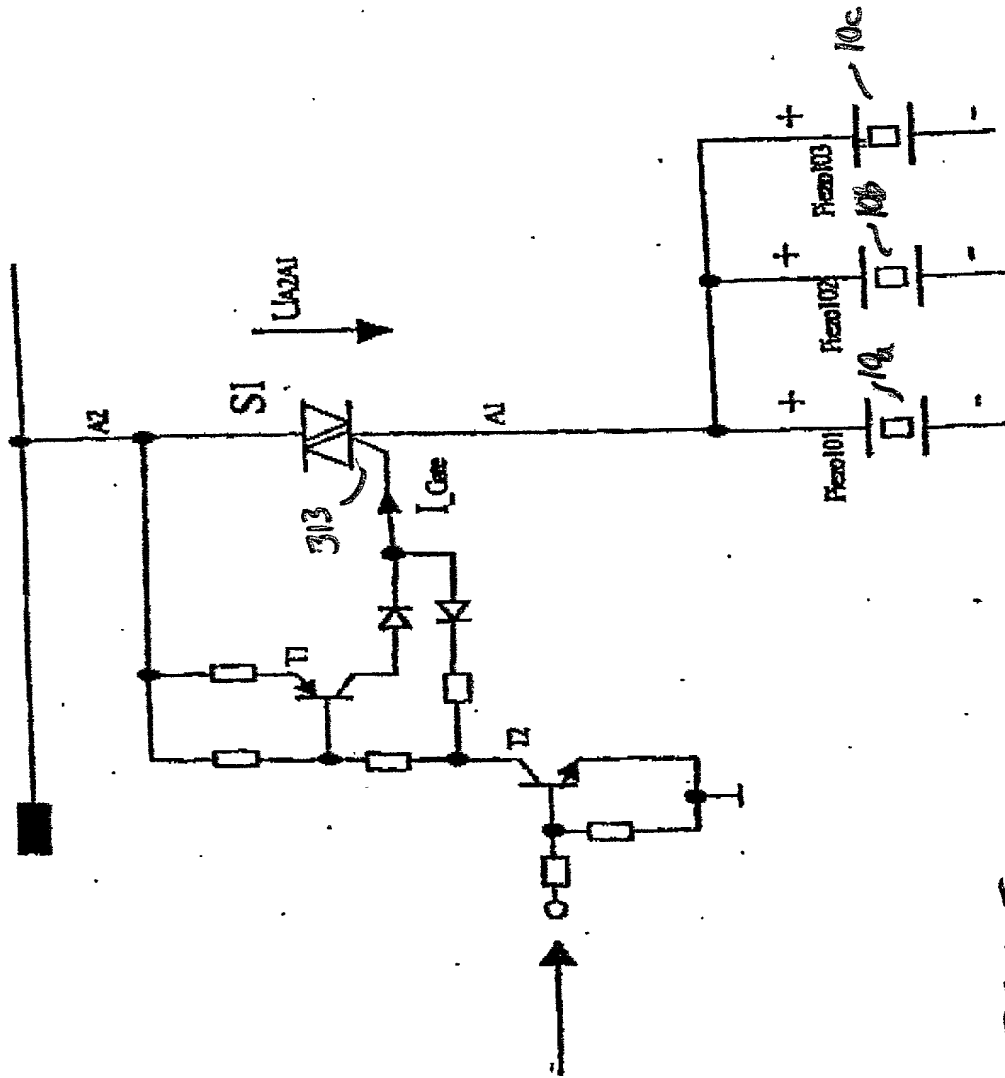 10c
+
Piezo103
-
10b
+
Piezo102
-
10a
+
Piezo101
-
A2
S1
UA2A1
A1
313
I_Gate
T1
T2